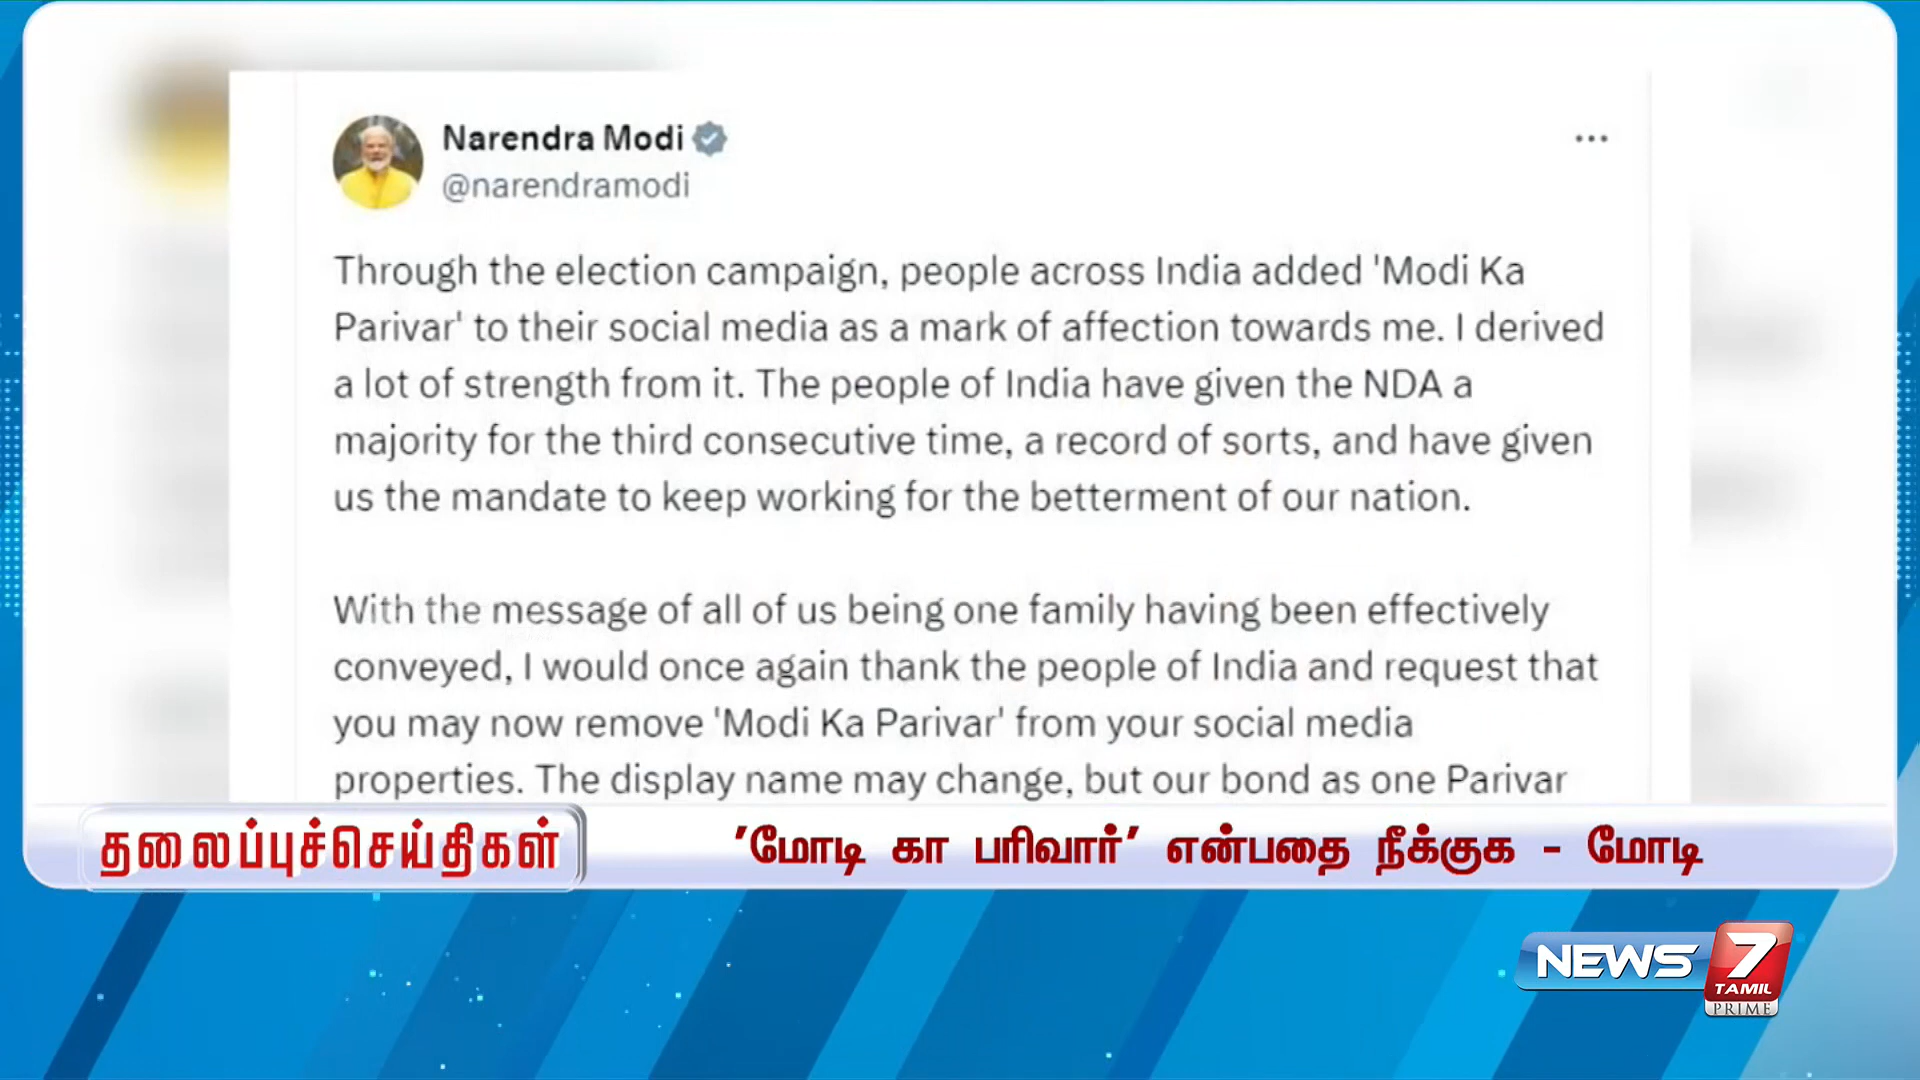 Narendra Modi
@narendramodi
Through the election campaign, people across India added 'Modi Ka
Parivar' to their social media as a mark of affection towards me. I derived
a lot of strength from it. The people of India have given the NDA a
majority for the third consecutive time, a record of sorts, and have given
us the mandate to keep working for the betterment of our nation.
With the message of all of us being one family having been effectively
conveyed, I would once again thank the people of India and request that
you may now remove 'Modi Ka Parivar' from your social media
properties. The display name may change, but our bond as one Parivar
தலைப்புச்செய்திகள்
'மோடி கா பரிவார்' என்பதை நீக்குக - மோடி
NEWS 7
TAMIL
PRIME